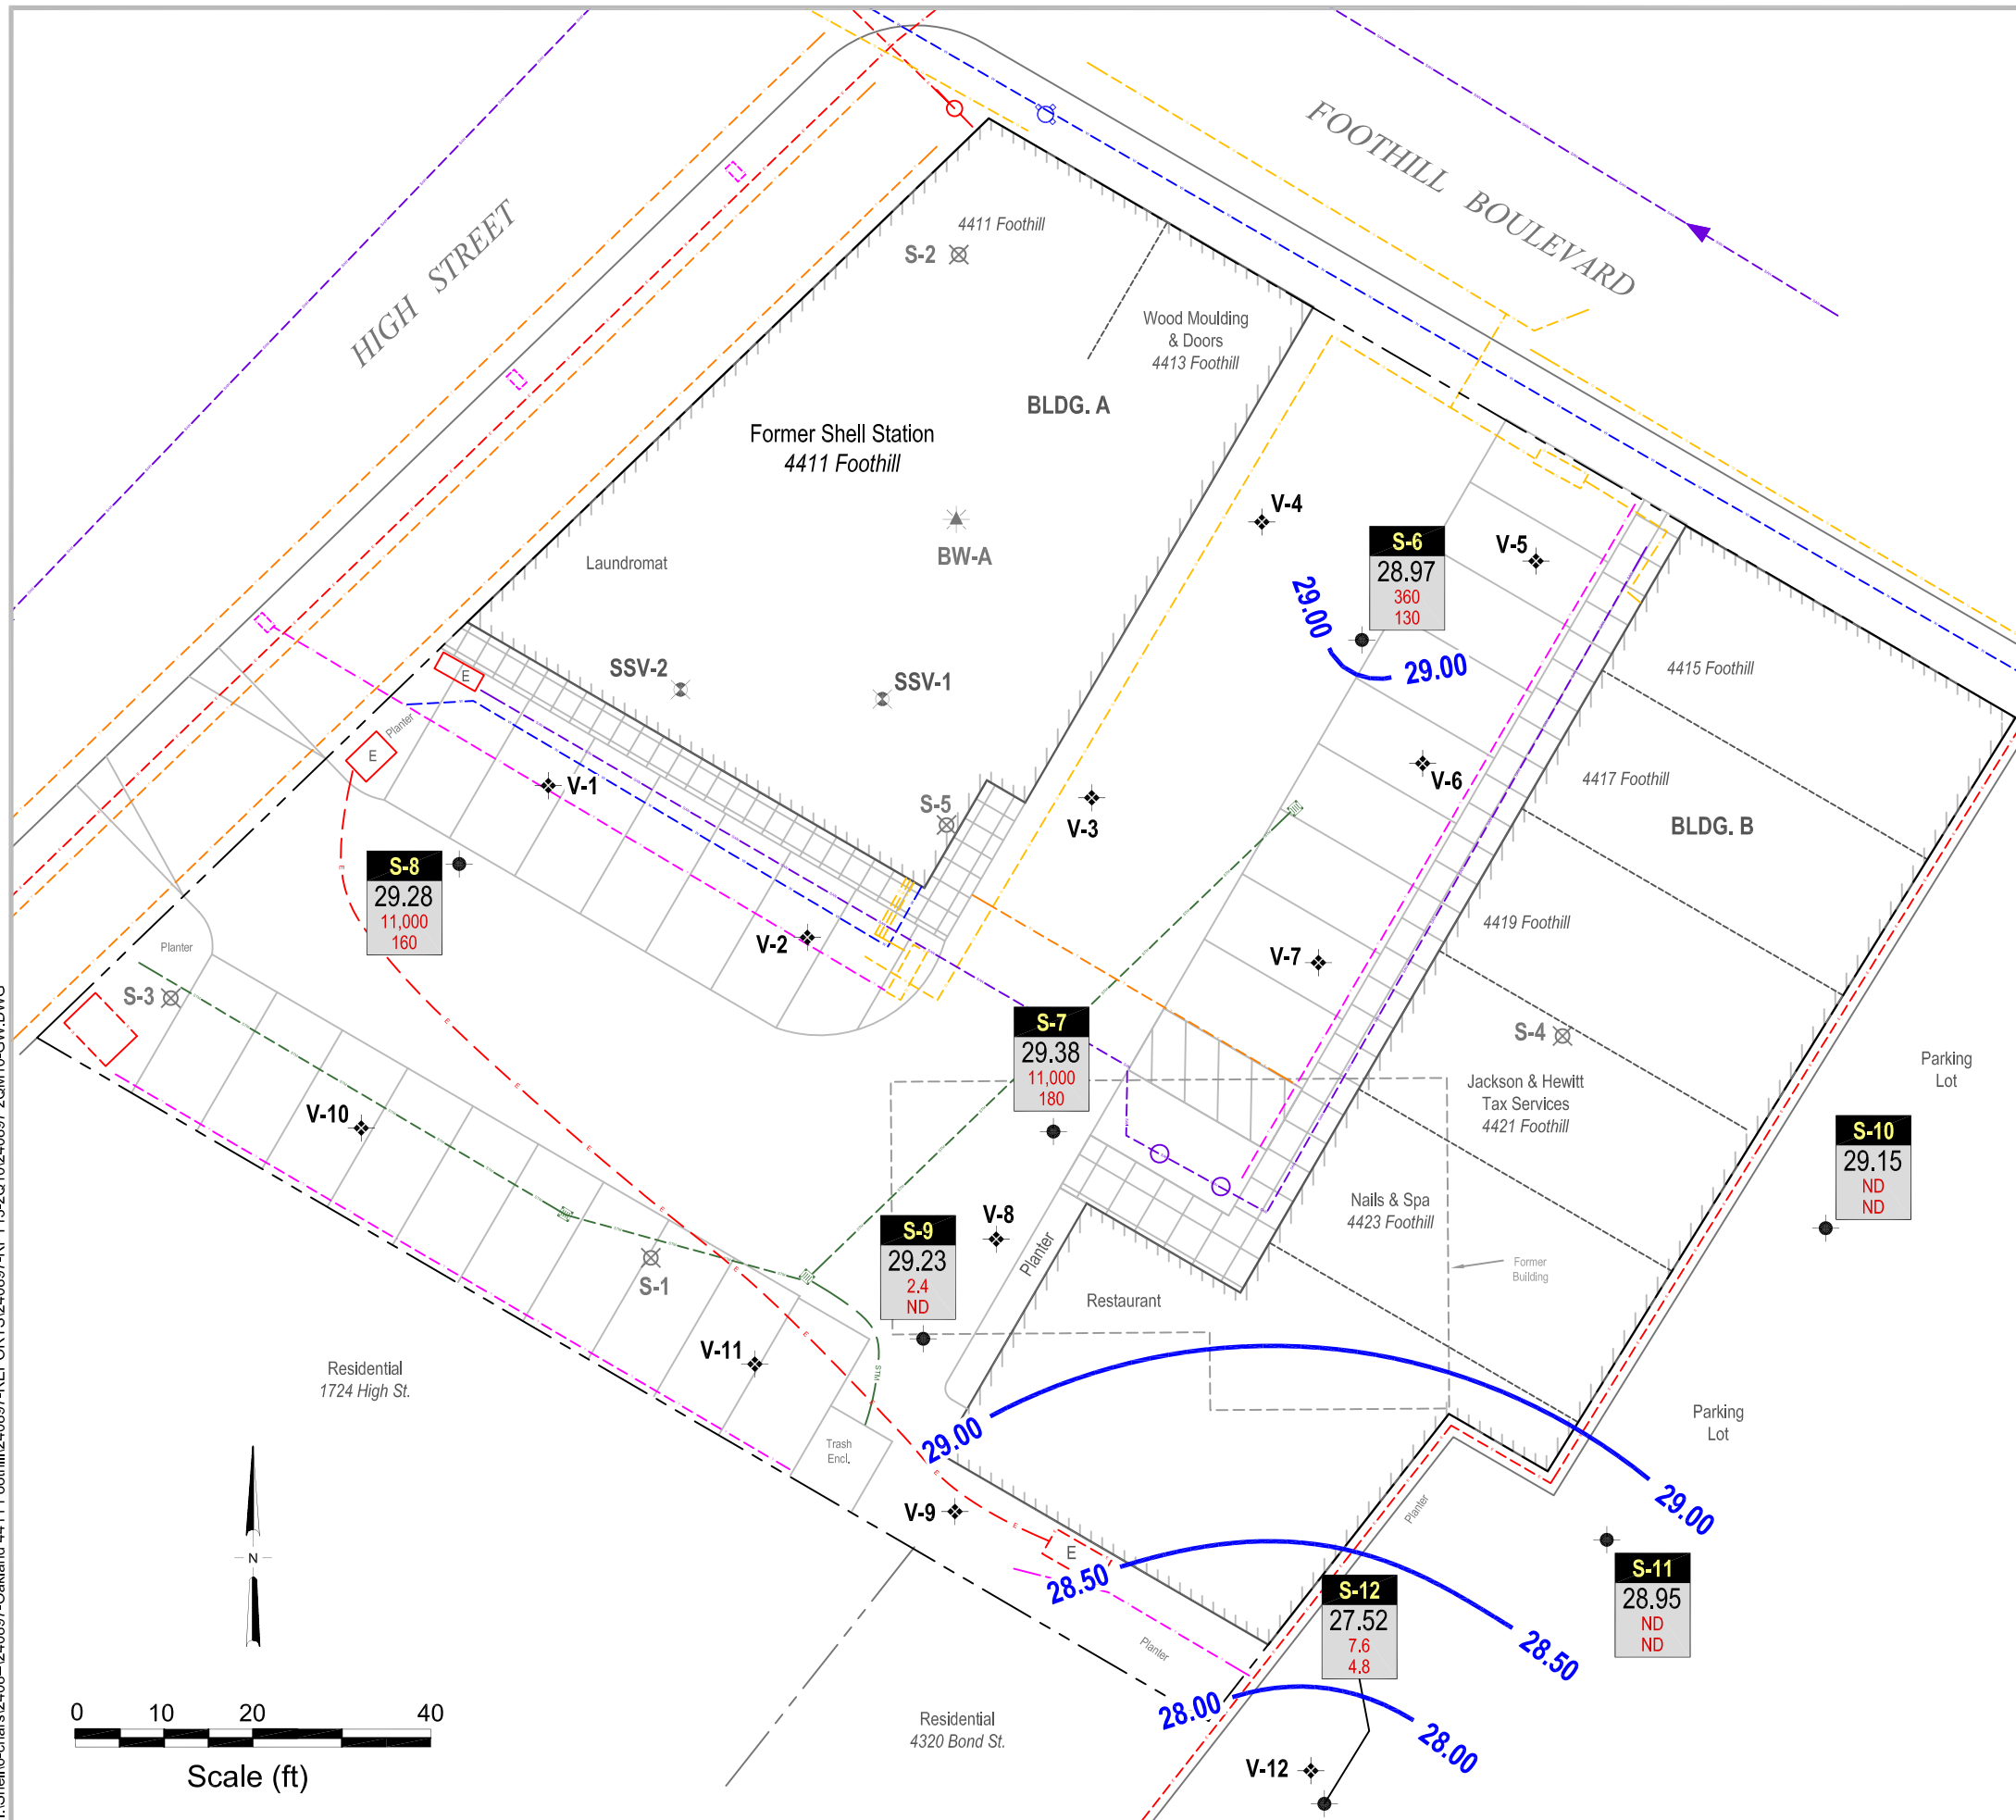 HIGH STREET
FOOTHILL BOULEVARD
4411 Foothill
S-2
Wood Moulding
& Doors
4413 Foothill
BLDG. A
Former Shell Station
4411 Foothill
BW-A
Laundromat
V-4
S-6
28.97
360
130
V-5
29.00
29.00
4415 Foothill
SSV-2
SSV-1
E
Planter
E
V-1
V-6
4417 Foothill
S-5
V-3
BLDG. B
S-8
29.28
11,000
160
4419 Foothill
V-2
V-7
Planter
S-3
S-7
29.38
11,000
180
S-4
Parking
Lot
Jackson & Hewitt
Tax Services
4421 Foothill
V-10
S-10
29.15
ND
ND
Nails & Spa
4423 Foothill
S-9
29.23
2.4
ND
V-8
Planter
Former
Building
S-1
Restaurant
V-11
Residential
1724 High St.
STM
Parking
Lot
29.00
Trash
Encl.
29.00
V-9
Planter
E
28.50
N
S-12
27.52
7.6
4.8
S-11
28.95
ND
ND
28.50
Planter
28.00
28.00
0 10 20 40
Scale (ft)
Residential
4320 Bond St.
V-12